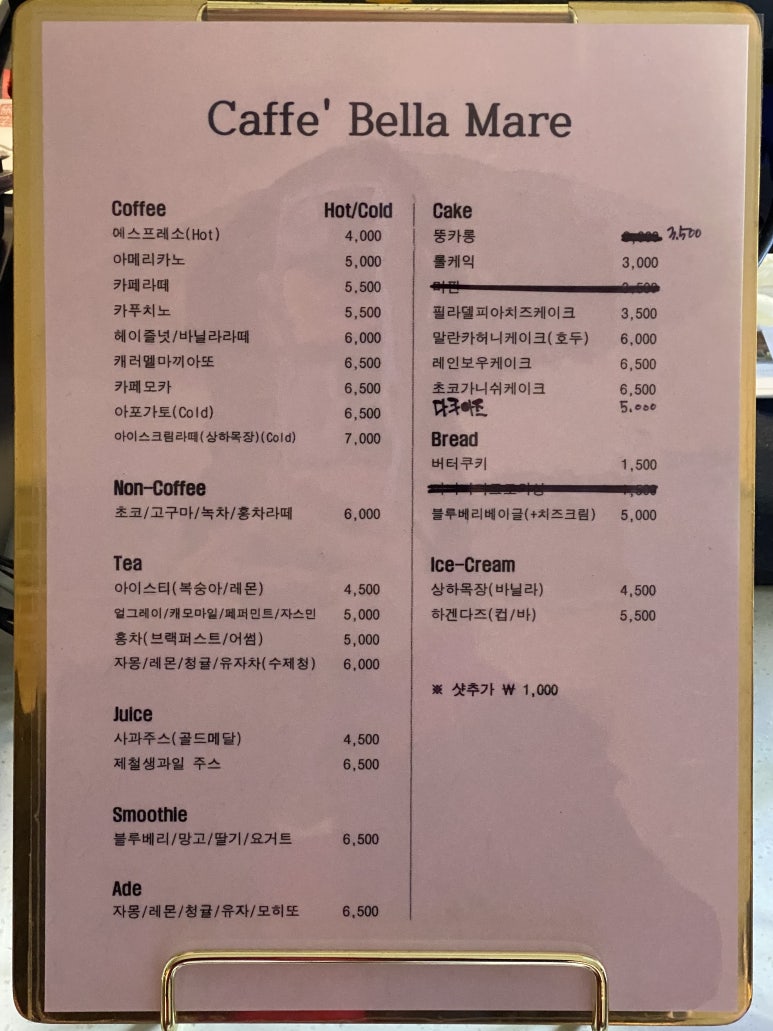 Caffe' Bella Mare
Coffee Hot/Cold
에스프레소(Hot) 4,000
아메리카노 5,000
카페라떼 5,500
카푸치노 5,500
헤이즐넛/바닐라라떼 6,000
캐러멜마끼아또 6,500
카페모카 6,500
아포가토(Cold) 6,500
아이스크림라떼(상하목장)(Cold) 7,000
Non-Coffee
초코/고구마/녹차/홍차라떼 6,000
Tea
아이스티(복숭아/레몬) 4,500
얼그레이/캐모마일/페퍼민트/자스민 5,000
홍차(브랙퍼스트/어썸) 5,000
자몽/레몬/청귤/유자차(수제청) 6,000
Juice
사과주스(골드메달) 4,500
제철생과일 주스 6,500
Smoothie
블루베리/망고/딸기/요거트 6,500
Ade
자몽/레몬/청귤/유자/모히또 6,500
Cake
뚱카롱 3,500
롤케익 3,000
필라델피아치즈케이크 3,500
말란카허니케이크(호두) 6,000
레인보우케이크 6,500
초코가니쉬케이크 6,500
다쿠아즈 5,000
Bread
버터쿠키 1,500
블루베리베이글(+치즈크림) 5,000
Ice-Cream
상하목장(바닐라) 4,500
하겐다즈(컵/바) 5,500
※ 샷추가 ₩ 1,000